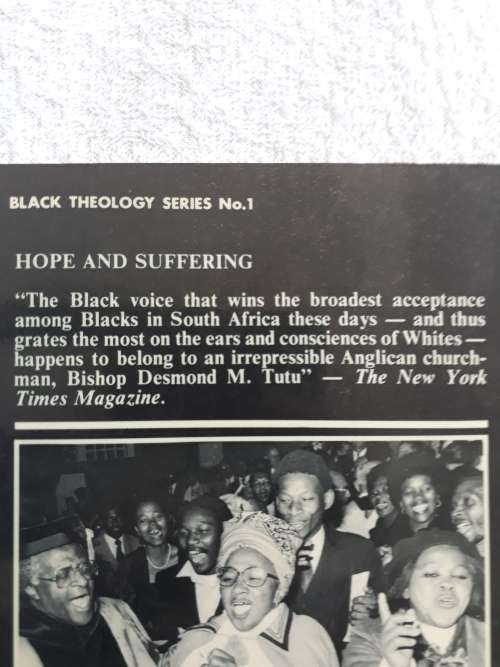 BLACK THEOLOGY SERIES No.1
HOPE AND SUFFERING
“The Black voice that wins the broadest acceptance
among Blacks in South Africa these days — and thus
grates the most on the ears and consciences of Whites —
happens to belong to an irrepressible Anglican church-
man, Bishop Desmond M. Tutu” — The New York
Times Magazine.